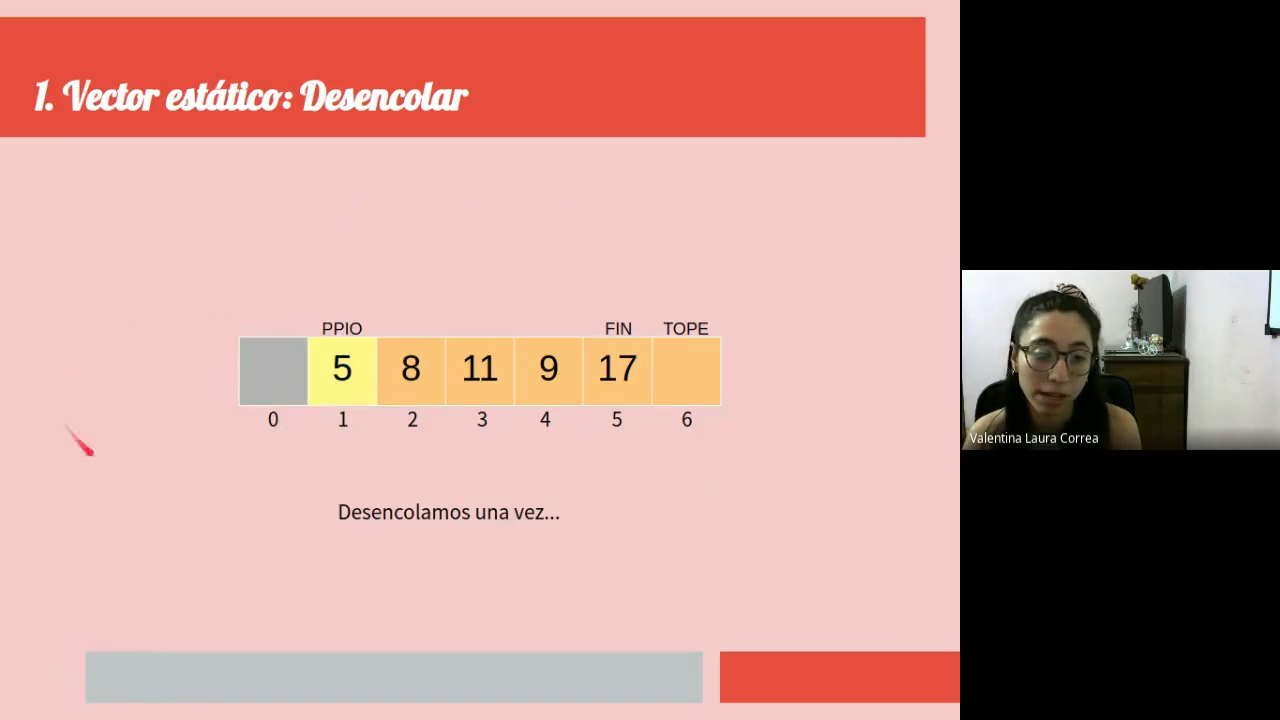 1. Vector estático: Desencolar
PPIO FIN TOPE
5 8 11 9 17
0 1 2 3 4 5 6
Valentina Laura Correa
Desencolamos una vez...